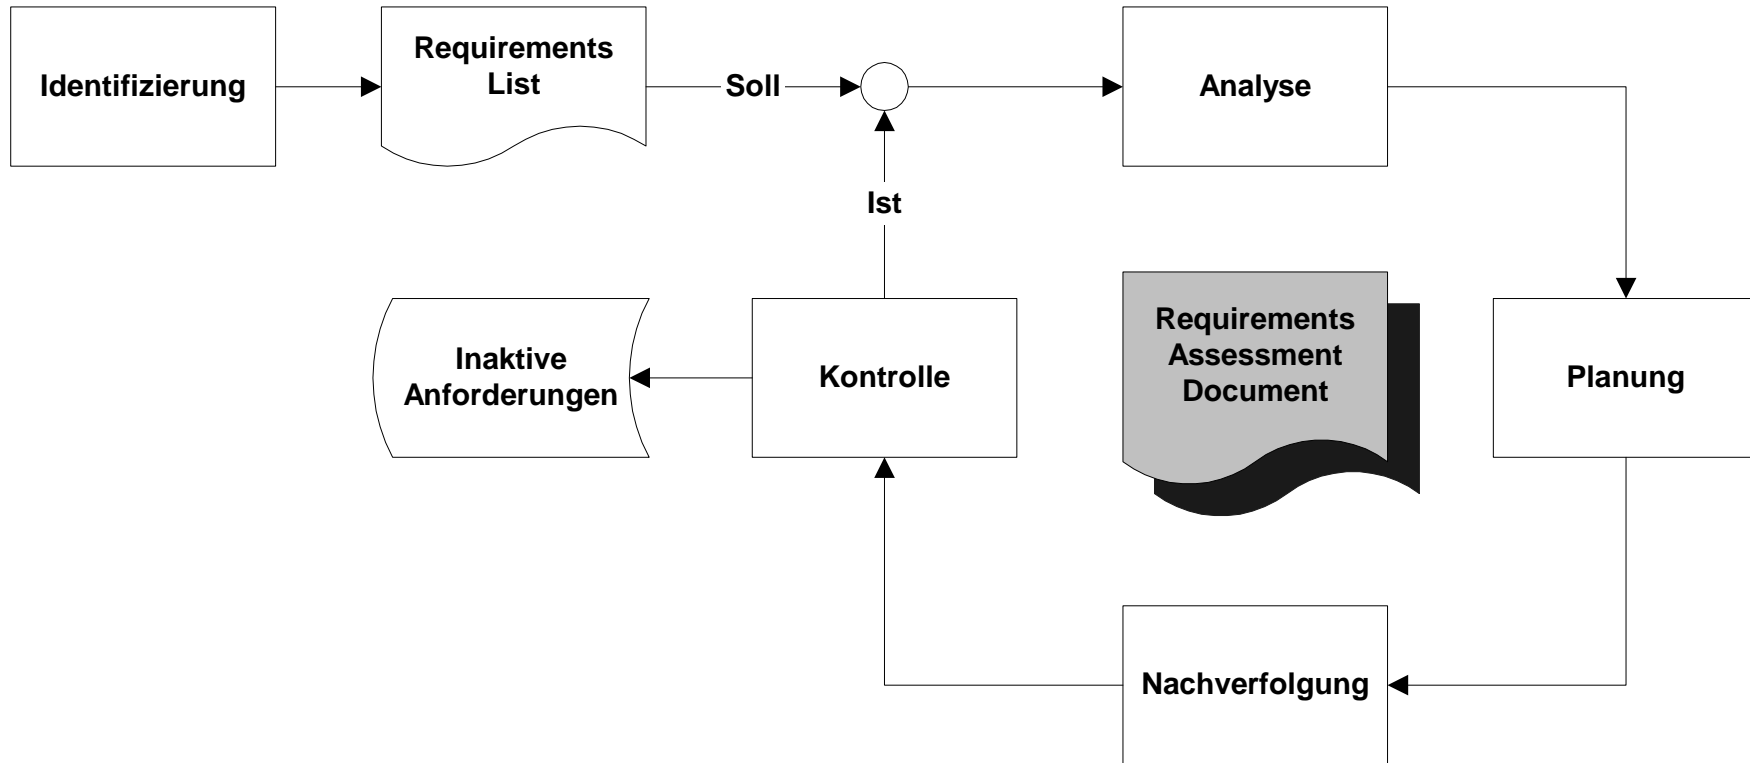 Identifizierung
Requirements
List
Soll
Analyse
Ist
Inaktive
Anforderungen
Kontrolle
Requirements
Assessment
Document
Planung
Nachverfolgung